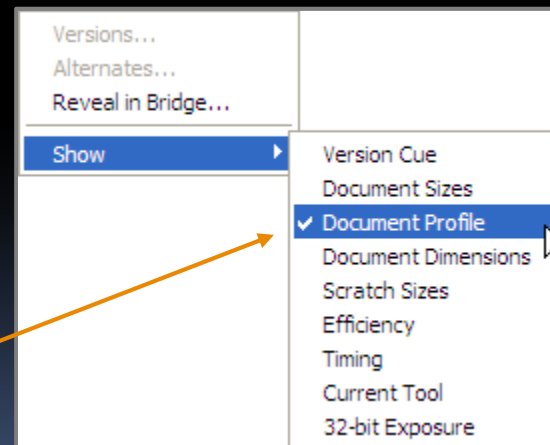 Versions...
Alternates...
Reveal in Bridge...
Show
Version Cue
Document Sizes
Document Profile
Document Dimensions
Scratch Sizes
Efficiency
Timing
Current Tool
32-bit Exposure